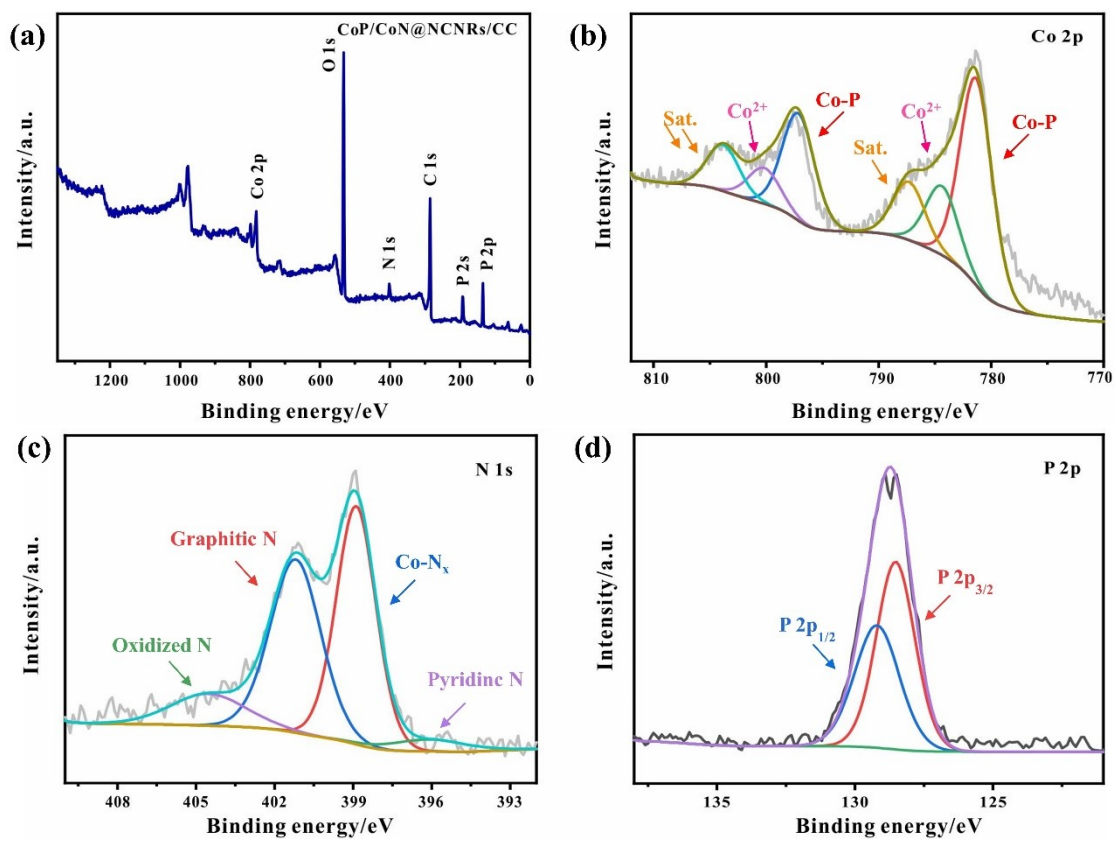 (a)
CoP/CoN@NCNRs/CC
O 1s
C 1s
Co 2p
N 1s
P 2s
P 2p
Intensity/a.u.
1200 1000 800 600 400 200 0
Binding energy/eV
(b)
Co 2p
Sat.
Co²⁺
Co-P
Sat.
Co²⁺
Co-P
Intensity/a.u.
810 800 790 780 770
Binding energy/eV
(c)
N 1s
Graphitic N
Co-Nₓ
Oxidized N
Pyridinc N
Intensity/a.u.
408 405 402 399 396 393
Binding energy/eV
(d)
P 2p
P 2p₃/₂
P 2p₁/₂
Intensity/a.u.
135 130 125
Binding energy/eV